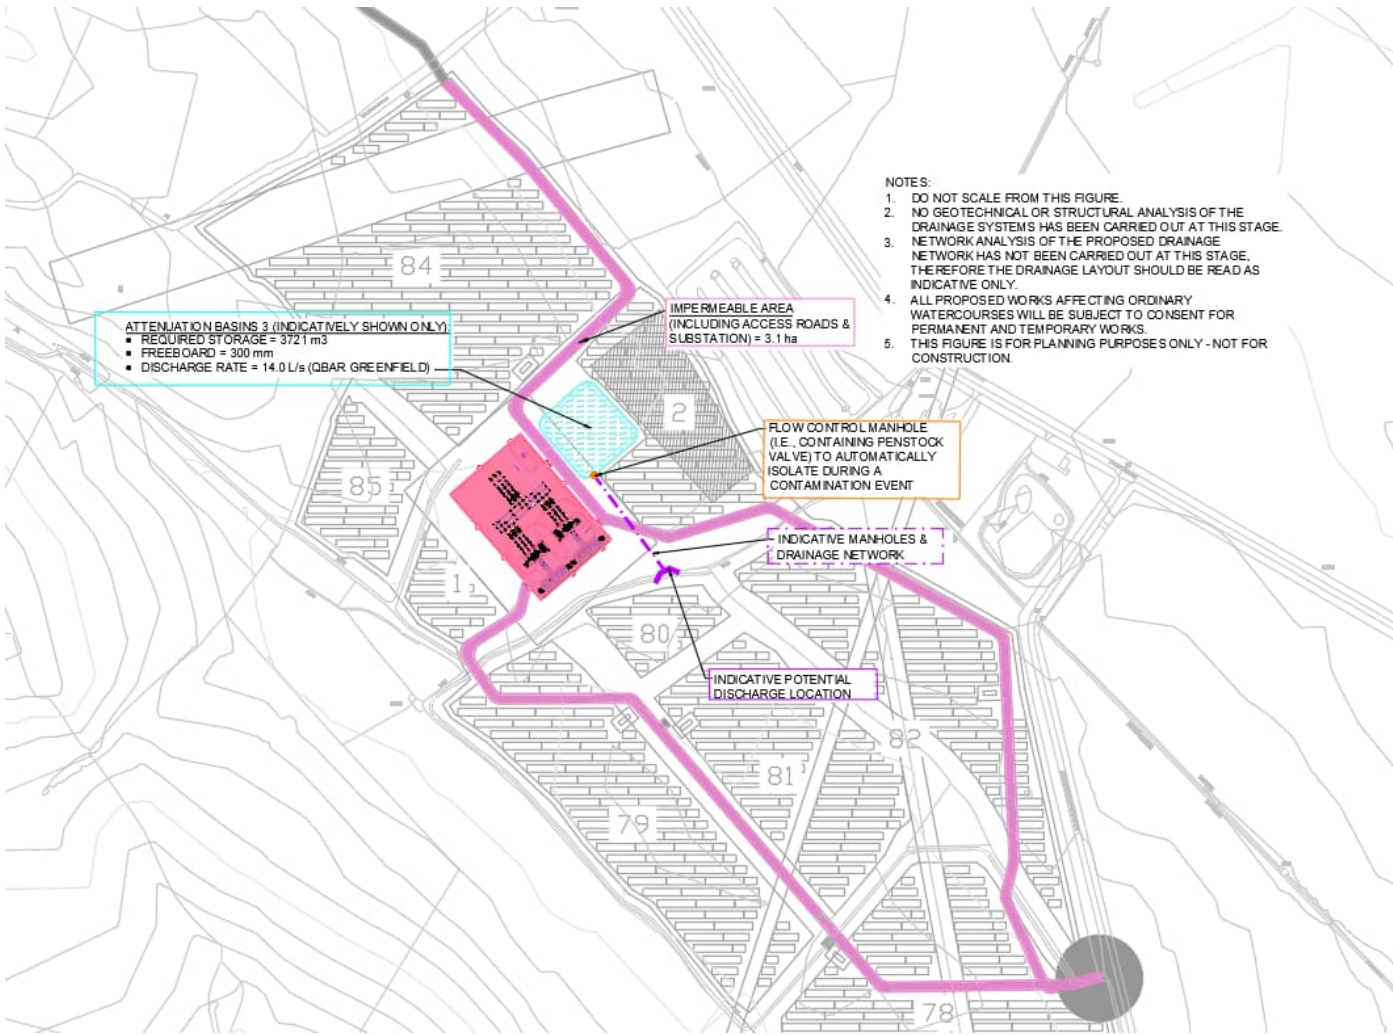 NOTES:
1. DO NOT SCALE FROM THIS FIGURE.
2. NO GEOTECHNICAL OR STRUCTURAL ANALYSIS OF THE
DRAINAGE SYSTEMS HAS BEEN CARRIED OUT AT THIS STAGE.
3. NETWORK ANALYSIS OF THE PROPOSED DRAINAGE
NETWORK HAS NOT BEEN CARRIED OUT AT THIS STAGE,
THEREFORE THE DRAINAGE LAYOUT SHOULD BE READ AS
INDICATIVE ONLY.
4. ALL PROPOSED WORKS AFFECTING ORDINARY
WATERCOURSES WILL BE SUBJECT TO CONSENT FOR
PERMANENT AND TEMPORARY WORKS.
5. THIS FIGURE IS FOR PLANNING PURPOSES ONLY - NOT FOR
CONSTRUCTION.
84
IMPERMEABLE AREA
(INCLUDING ACCESS ROADS &
SUBSTATION) = 3.1 ha
ATTENUATION BASINS 3 (INDICATIVELY SHOWN ONLY):
▪ REQUIRED STORAGE = 3721 m3
▪ FREEBOARD = 300 mm
▪ DISCHARGE RATE = 14.0 L/s (QBAR GREENFIELD)
2
FLOW CONTROL MANHOLE
(I.E., CONTAINING PENSTOCK
VALVE) TO AUTOMATICALLY
ISOLATE DURING A
CONTAMINATION EVENT
85
INDICATIVE MANHOLES &
DRAINAGE NETWORK
1
80
INDICATIVE POTENTIAL
DISCHARGE LOCATION
82
81
79
78